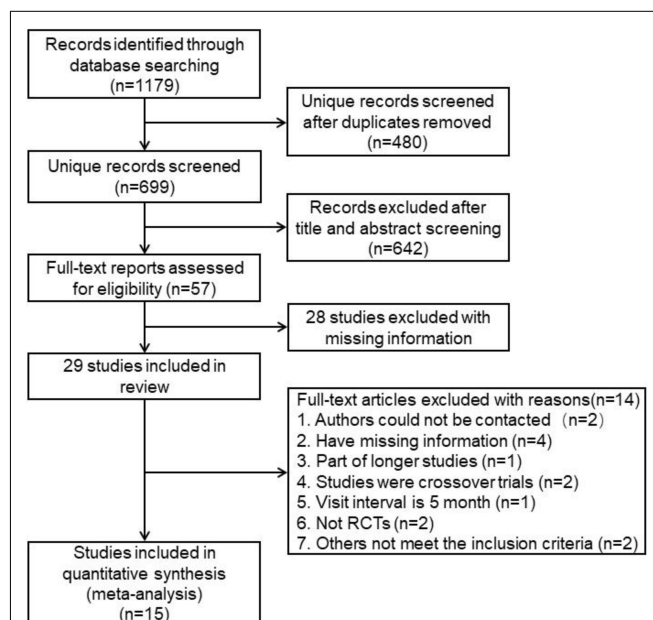 Records identified through
database searching
(n=1179)
Unique records screened
after duplicates removed
(n=480)
Unique records screened
(n=699)
Records excluded after
title and abstract screening
(n=642)
Full-text reports assessed
for eligibility (n=57)
28 studies excluded with
missing information
29 studies included in
review
Full-text articles excluded with reasons(n=14)
1. Authors could not be contacted（n=2）
2. Have missing information (n=4)
3. Part of longer studies (n=1)
4. Studies were crossover trials (n=2)
5. Visit interval is 5 month (n=1)
6. Not RCTs (n=2)
7. Others not meet the inclusion criteria (n=2)
Studies included in
quantitative synthesis
(meta-analysis)
(n=15)